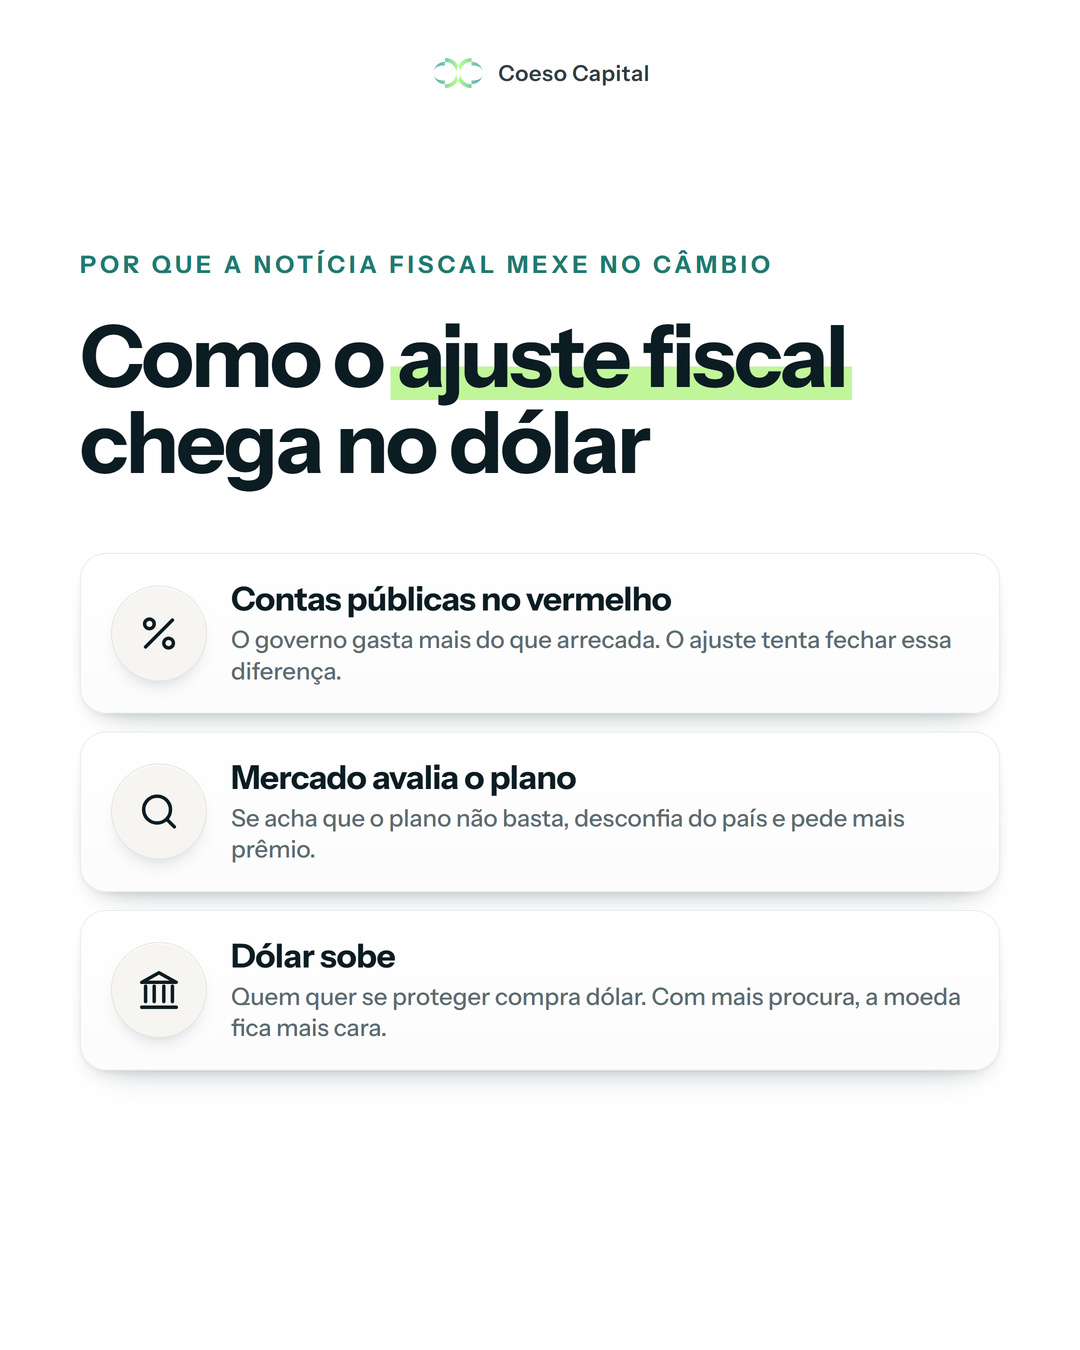 Coeso Capital
POR QUE A NOTÍCIA FISCAL MEXE NO CÂMBIO
Como o ajuste fiscal
chega no dólar
Contas públicas no vermelho
O governo gasta mais do que arrecada. O ajuste tenta fechar essa
diferença.
Mercado avalia o plano
Se acha que o plano não basta, desconfia do país e pede mais
prêmio.
Dólar sobe
Quem quer se proteger compra dólar. Com mais procura, a moeda
fica mais cara.